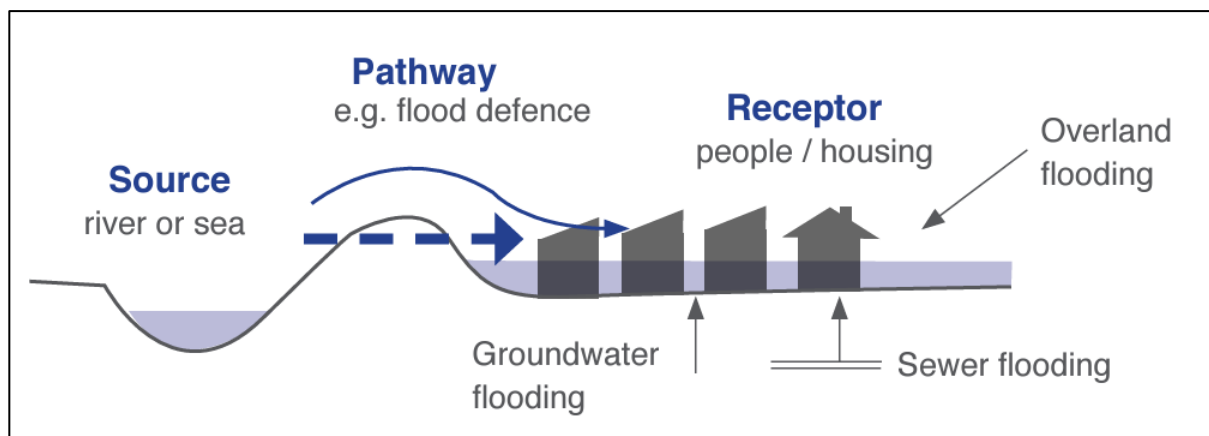 Pathway
e.g. flood defence
Receptor
people / housing
Overland
flooding
Source
river or sea
Groundwater
flooding
Sewer flooding